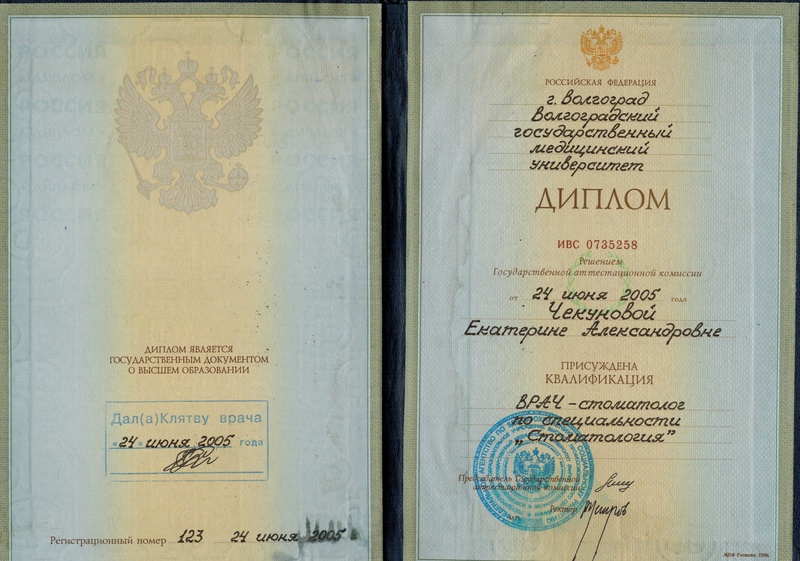 ДИПЛОМ ЯВЛЯЕТСЯ
ГОСУДАРСТВЕННЫМ ДОКУМЕНТОМ
О ВЫСШЕМ ОБРАЗОВАНИИ
Дал(а)Клятву врача
«24» июня 2005 года
Регистрационный номер 123 24 июня 2005 г.
РОССИЙСКАЯ ФЕДЕРАЦИЯ
г. Волгоград
Волгоградский
государственный
медицинский
университет
ДИПЛОМ
ИВС 0735258
Решением
Государственной аттестационной комиссии
от 24 июня 2005 года
Чекуновой
Екатерине Александровне
ПРИСУЖДЕНА
КВАЛИФИКАЦИЯ
ВРАЧ-стоматолог
по специальности
„Стоматология”
Председатель Государственной
аттестационной комиссии
Ректор